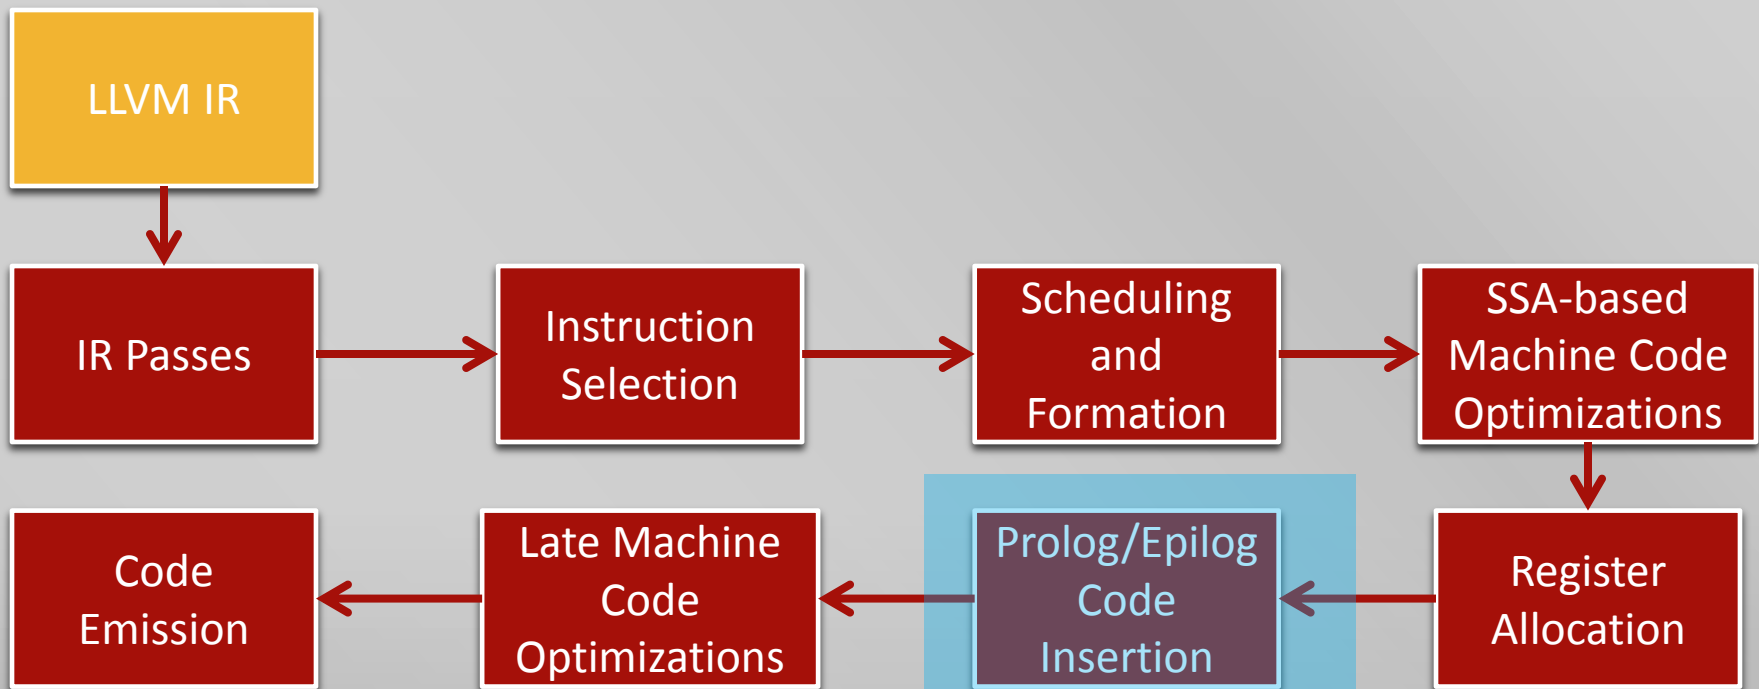 LLVM IR
IR Passes
Instruction
Selection
Scheduling
and
Formation
SSA-based
Machine Code
Optimizations
Code
Emission
Late Machine
Code
Optimizations
Prolog/Epilog
Code
Insertion
Register
Allocation